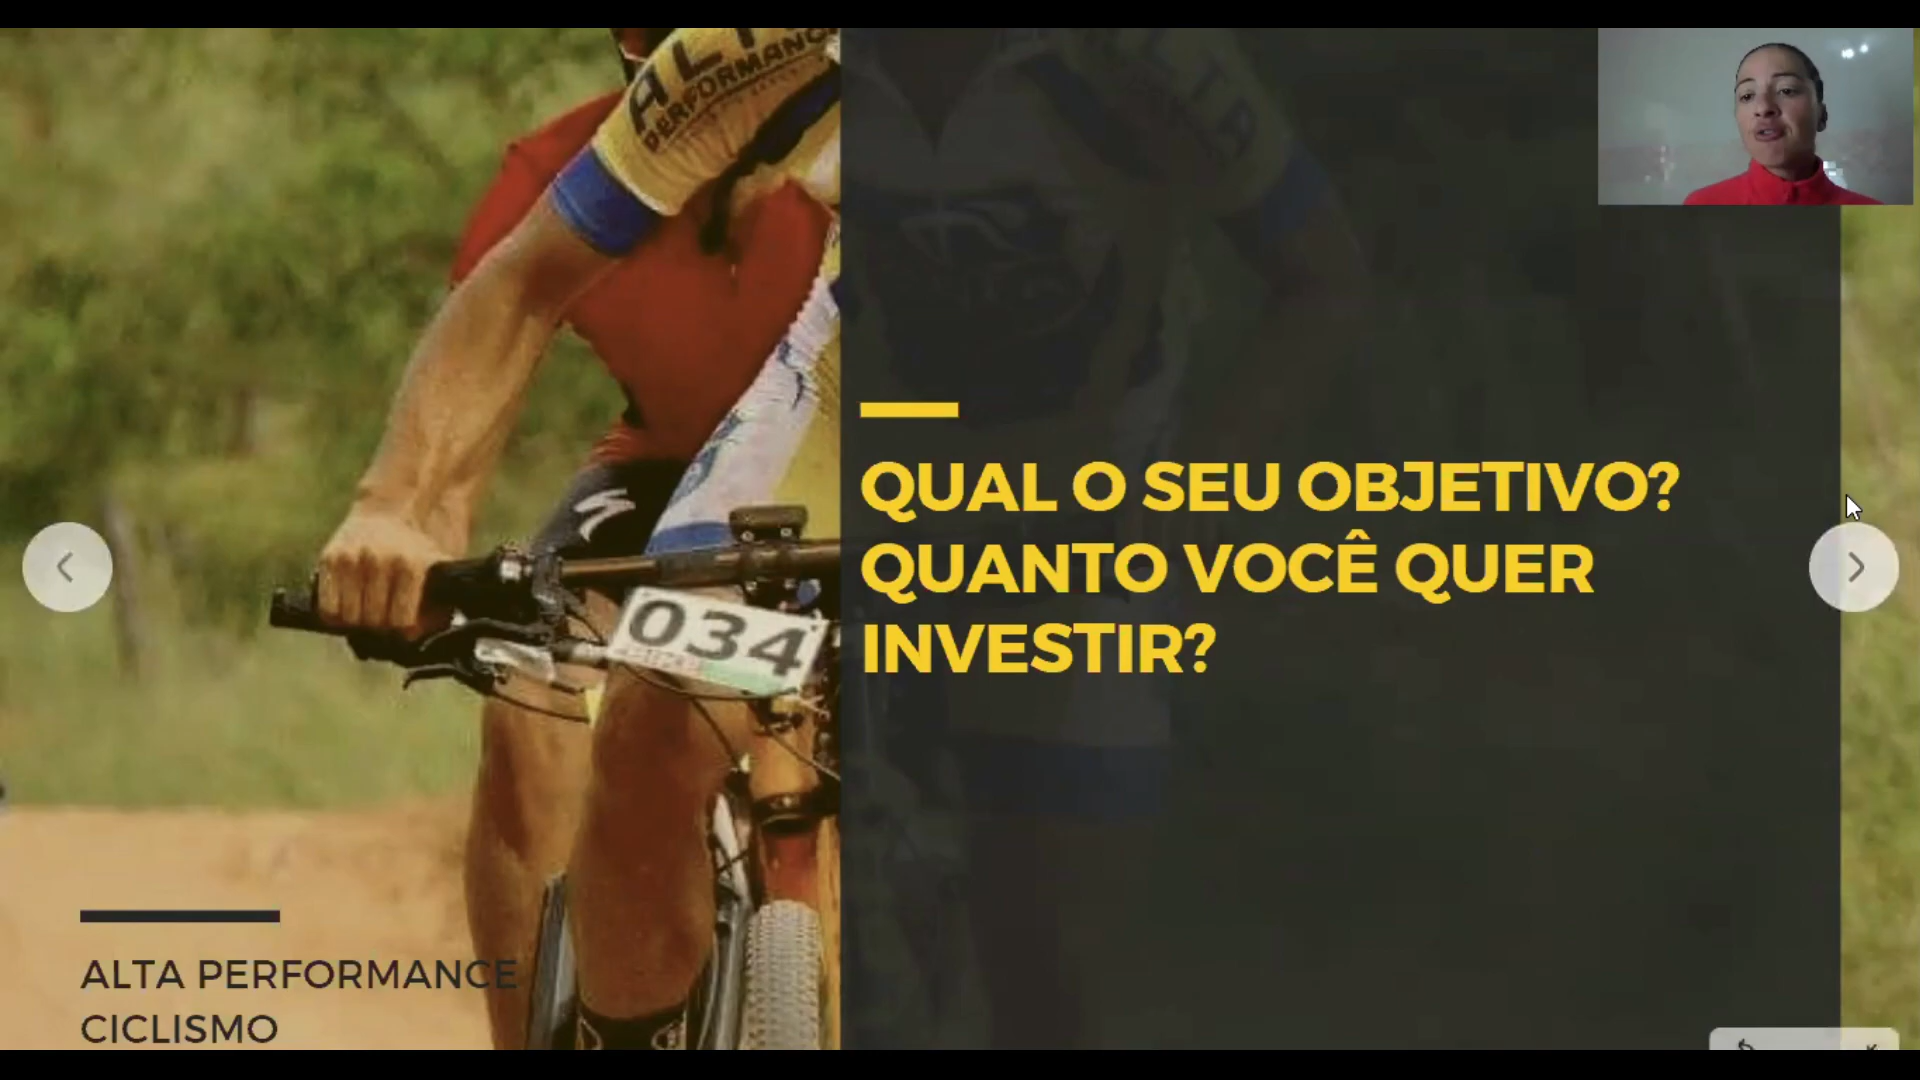 ALTA
PERFORMANCE
QUAL O SEU OBJETIVO?
QUANTO VOCÊ QUER
INVESTIR?
034
ALTA PERFORMANCE
CICLISMO